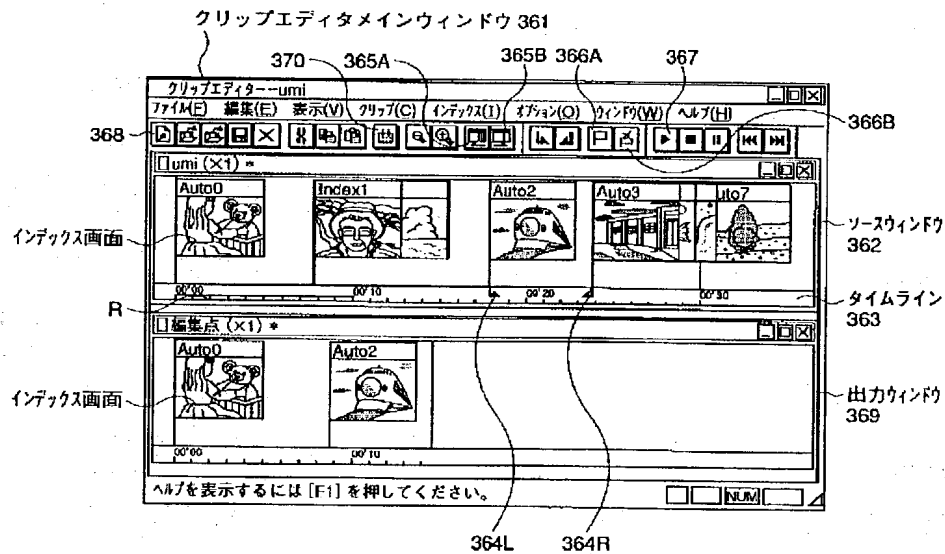 クリップエディタメインウィンドウ 361
370 365A 365B 366A 367
クリップエディター--umi
ファイル(F) 編集(E) 表示(V) クリップ(C) インデックス(I) オプション(O) ウィンドウ(W) ヘルプ(H)
368
366B
umi (×1) *
Auto0 Index1 Auto2 Auto3 uto7
インデックス画面
ソースウィンドウ
362
00'00 00'10 00'20 00'30
R
タイムライン
363
編集点 (×1) *
Auto0 Auto2
インデックス画面
出力ウィンドウ
369
00'00 00'10
ヘルプを表示するには [F1] を押してください。
NUM
364L 364R